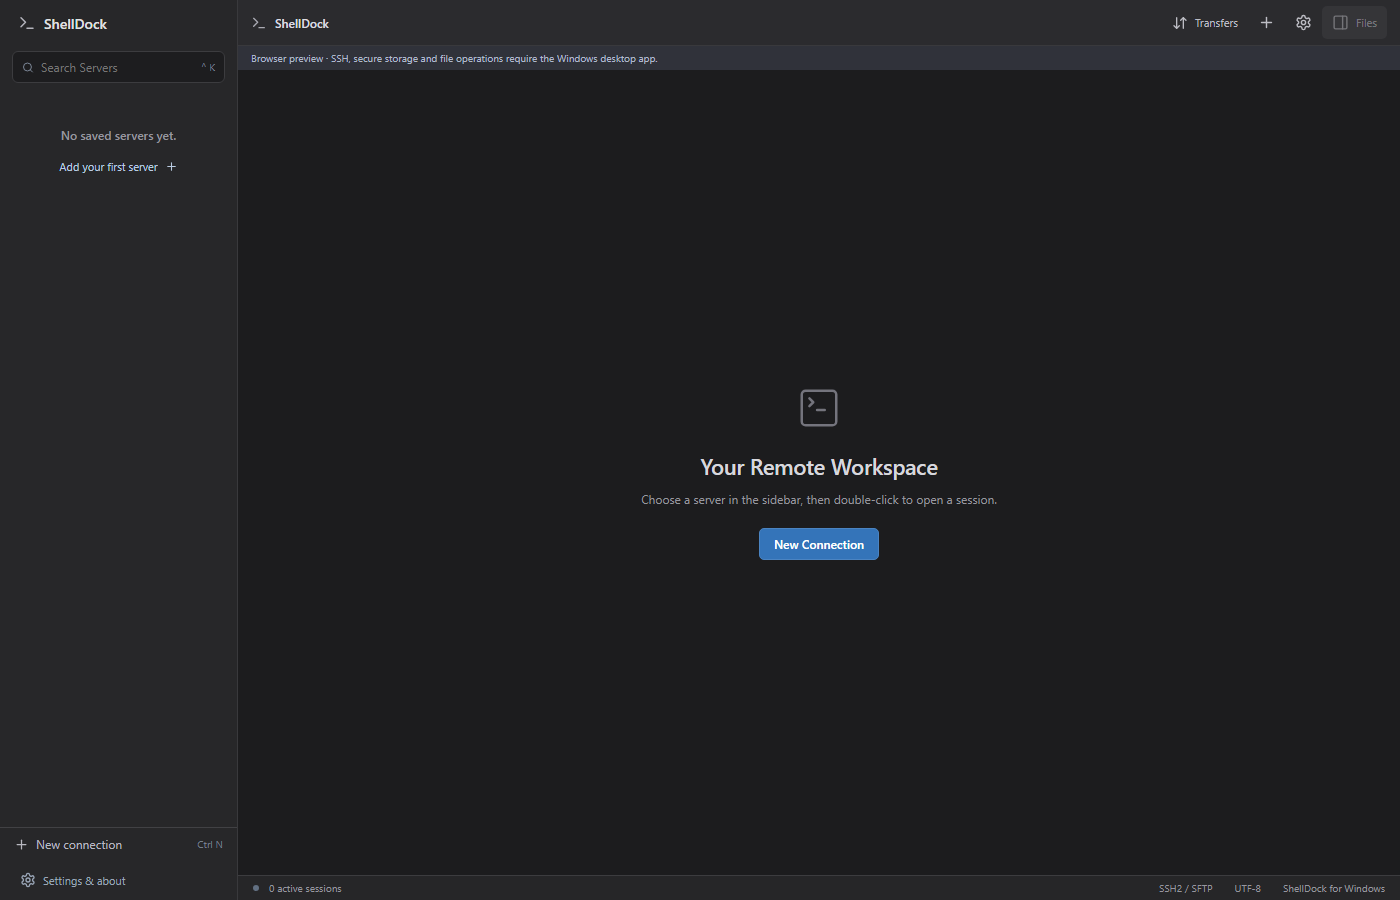 ShellDock
Search Servers ^ K
No saved servers yet.
Add your first server +
+ New connection Ctrl N
Settings & about
ShellDock
Transfers + Files
Browser preview · SSH, secure storage and file operations require the Windows desktop app.
Your Remote Workspace
Choose a server in the sidebar, then double-click to open a session.
New Connection
0 active sessions SSH2 / SFTP UTF-8 ShellDock for Windows